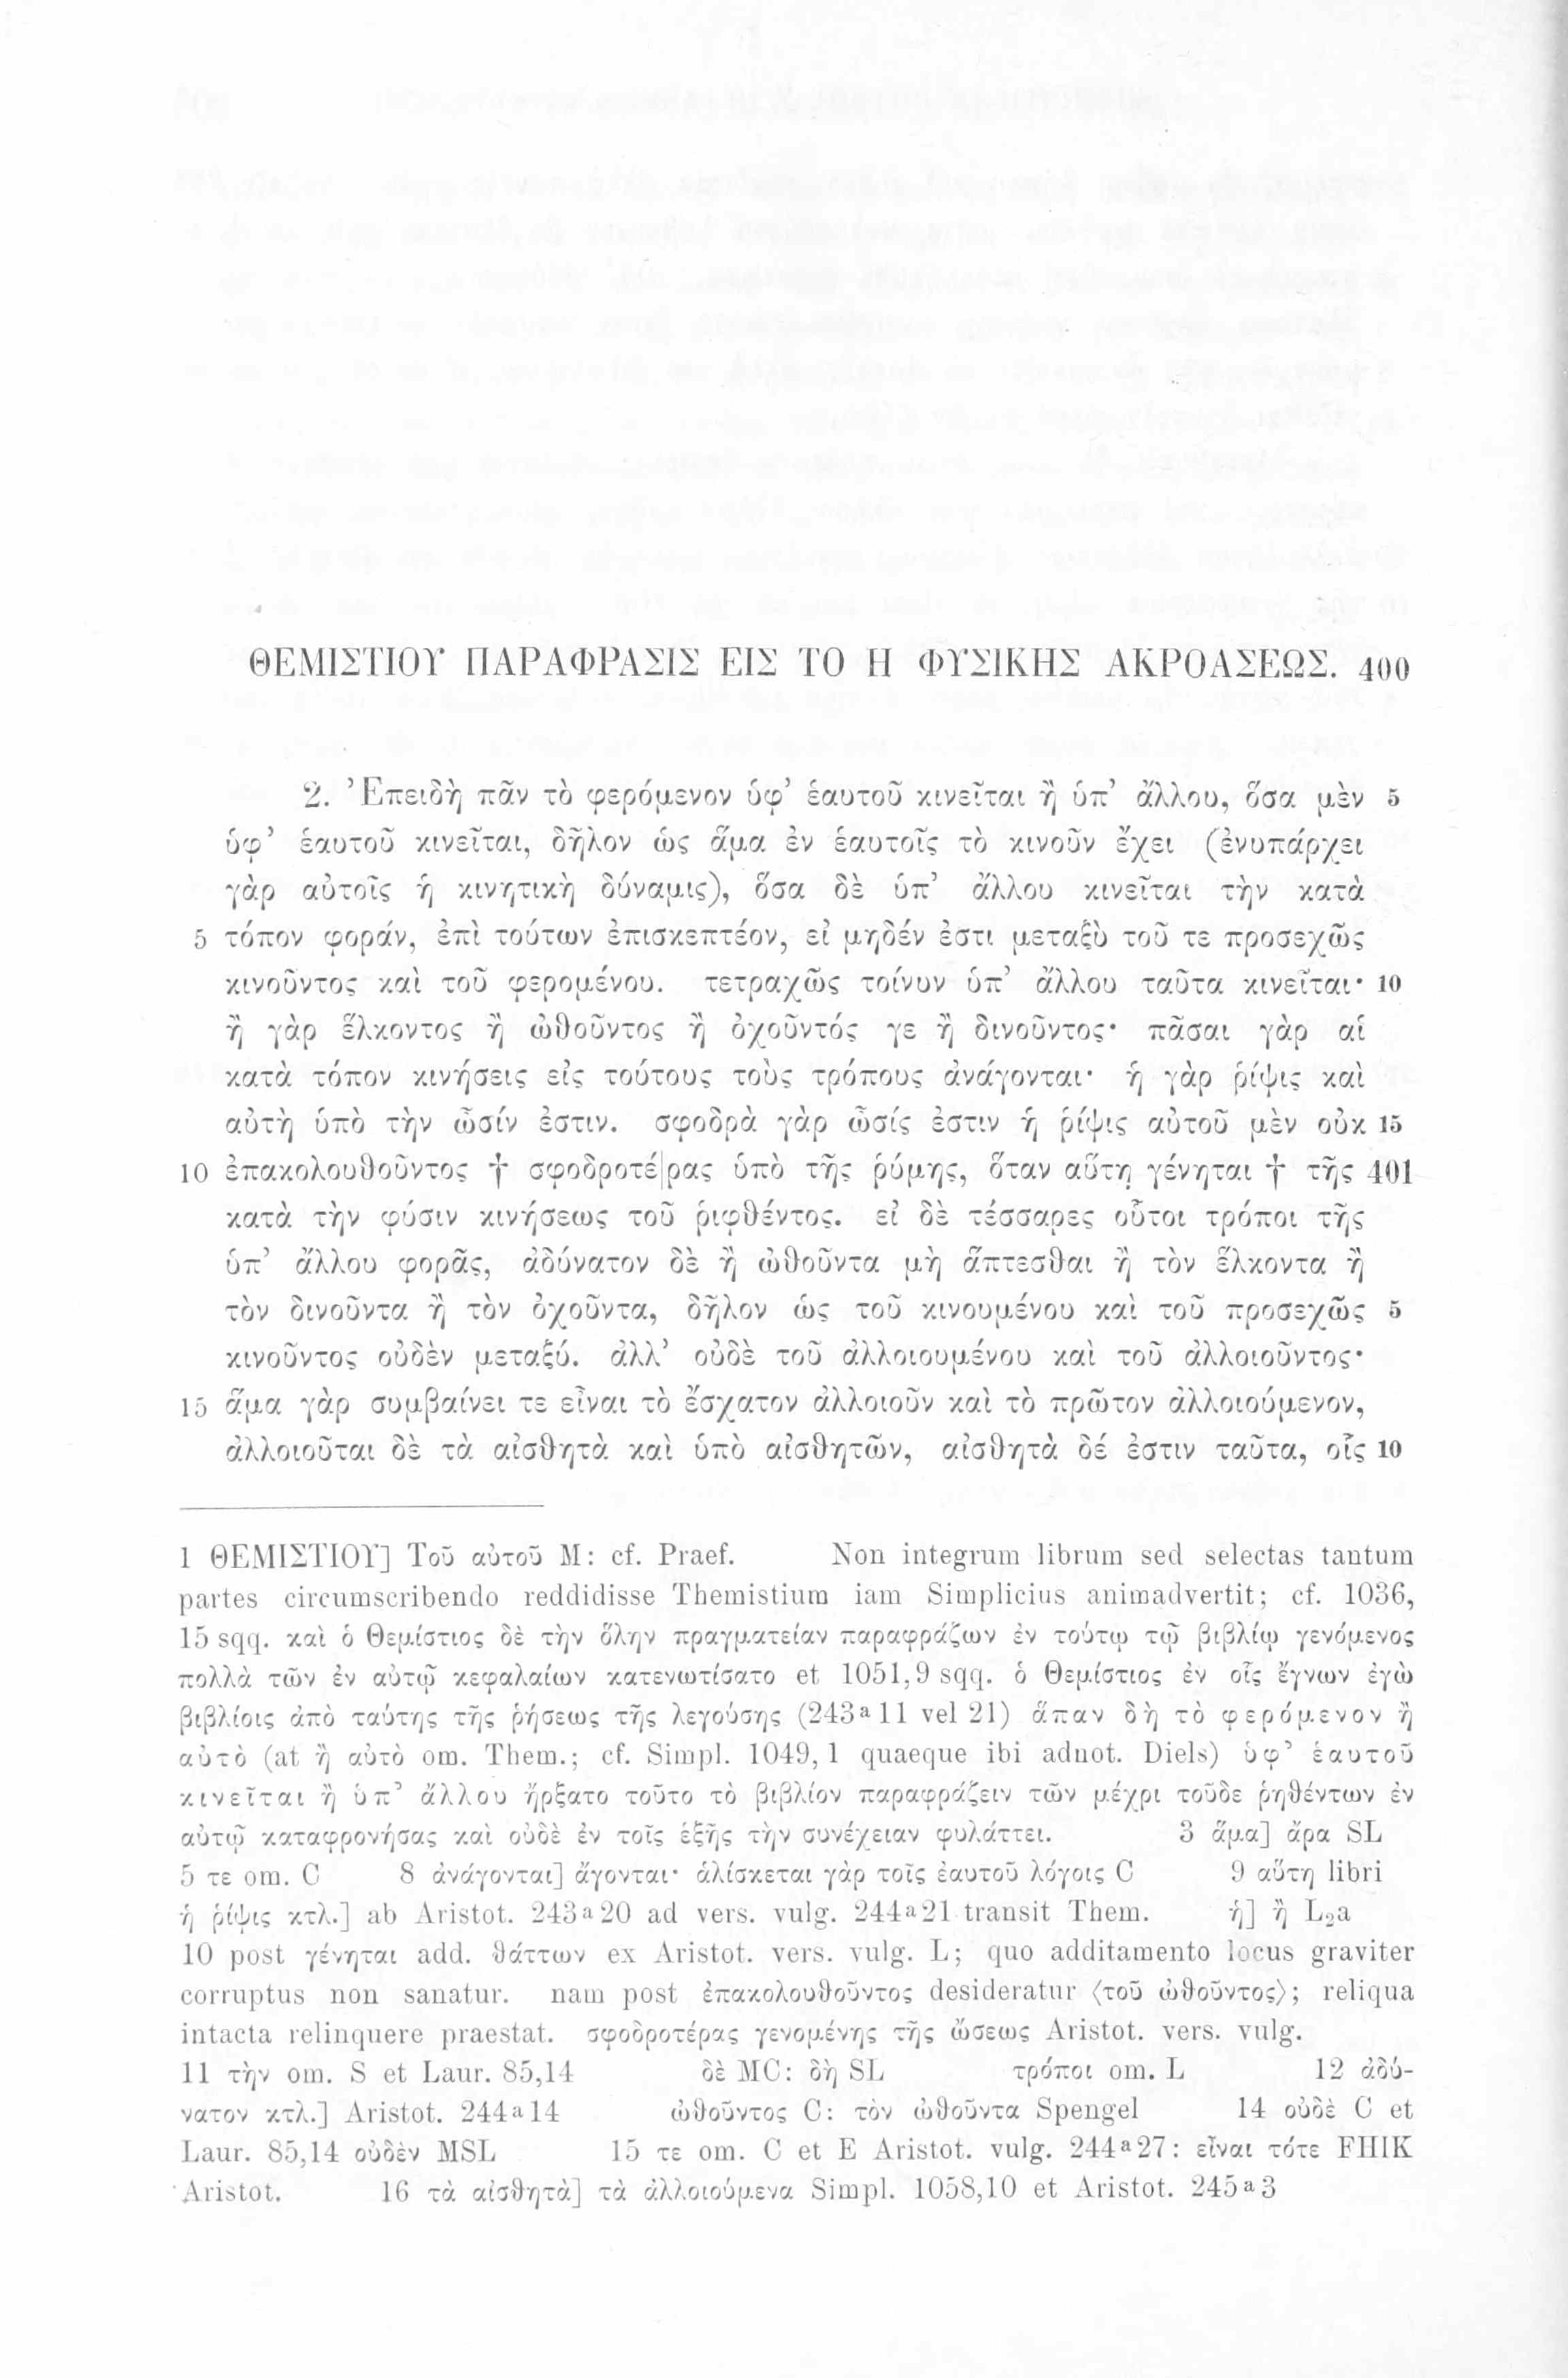 ΘΕΜΙΣΤΙΟΥ ΠΑΡΑΦΡΑΣΙΣ ΕΙΣ ΤΟ Η ΦΥΣΙΚΗΣ ΑΚΡΟΑΣΕΩΣ. 400
2. Ἐπειδὴ πᾶν τὸ φερόμενον ὑφ’ ἑαυτοῦ κινεῖται ἢ ὑπ’ ἄλλου, ὅσα μὲν 5
ὑφ’ ἑαυτοῦ κινεῖται, δῆλον ὡς ἅμα ἐν ἑαυτοῖς τὸ κινοῦν ἔχει (ἐνυπάρχει
γὰρ αὐτοῖς ἡ κινητικὴ δύναμις), ὅσα δὲ ὑπ’ ἄλλου κινεῖται τὴν κατὰ
5 τόπον φοράν, ἐπὶ τούτων ἐπισκεπτέον, εἰ μηδέν ἐστι μεταξὺ τοῦ τε προσεχῶς
κινοῦντος καὶ τοῦ φερομένου. τετραχῶς τοίνυν ὑπ’ ἄλλου ταῦτα κινεῖται· 10
ἢ γὰρ ἕλκοντος ἢ ὠθοῦντος ἢ ὀχοῦντός γε ἢ δινοῦντος· πᾶσαι γὰρ αἱ
κατὰ τόπον κινήσεις εἰς τούτους τοὺς τρόπους ἀνάγονται· ἡ γὰρ ῥίψις καὶ
αὐτὴ ὑπὸ τὴν ὦσίν ἐστιν. σφοδρὰ γὰρ ὦσίς ἐστιν ἡ ῥίψις αὐτοῦ μὲν οὐκ 15
10 ἐπακολουθοῦντος † σφοδροτέ|ρας ὑπὸ τῆς ῥύμης, ὅταν αὕτη γένηται † τῆς 401
κατὰ τὴν φύσιν κινήσεως τοῦ ῥιφθέντος. εἰ δὲ τέσσαρες οὗτοι τρόποι τῆς
ὑπ’ ἄλλου φορᾶς, ἀδύνατον δὲ ἢ ὠθοῦντα μὴ ἅπτεσθαι ἢ τὸν ἕλκοντα ἢ
τὸν δινοῦντα ἢ τὸν ὀχοῦντα, δῆλον ὡς τοῦ κινουμένου καὶ τοῦ προσεχῶς 5
κινοῦντος οὐδὲν μεταξύ. ἀλλ’ οὐδὲ τοῦ ἀλλοιουμένου καὶ τοῦ ἀλλοιοῦντος·
15 ἅμα γὰρ συμβαίνει τε εἶναι τὸ ἔσχατον ἀλλοιοῦν καὶ τὸ πρῶτον ἀλλοιούμενον,
ἀλλοιοῦται δὲ τὰ αἰσθητὰ καὶ ὑπὸ αἰσθητῶν, αἰσθητὰ δέ ἐστιν ταῦτα, οἷς 10
1 ΘΕΜΙΣΤΙΟΥ] Τοῦ αὐτοῦ M: cf. Praef. Non integrum librum sed selectas tantum
partes circumscribendo reddidisse Themistium iam Simplicius animadvertit; cf. 1036,
15 sqq. καὶ ὁ Θεμίστιος δὲ τὴν ὅλην πραγματείαν παραφράζων ἐν τούτῳ τῷ βιβλίῳ γενόμενος
πολλὰ τῶν ἐν αὐτῷ κεφαλαίων κατενωτίσατο et 1051,9 sqq. ὁ Θεμίστιος ἐν οἷς ἔγνων ἐγὼ
βιβλίοις ἀπὸ ταύτης τῆς ῥήσεως τῆς λεγούσης (243ᵃ11 vel 21) ἅπαν δὴ τὸ φερόμενον ἢ
αὐτὸ (at ἢ αὐτὸ om. Them.; cf. Simpl. 1049,1 quaeque ibi adnot. Diels) ὑφ’ ἑαυτοῦ
κινεῖται ἢ ὑπ’ ἄλλου ἤρξατο τοῦτο τὸ βιβλίον παραφράζειν τῶν μέχρι τοῦδε ῥηθέντων ἐν
αὐτῷ καταφρονήσας καὶ οὐδὲ ἐν τοῖς ἑξῆς τὴν συνέχειαν φυλάττει. 3 ἅμα] ἄρα SL
5 τε om. C 8 ἀνάγονται] ἄγονται· ἁλίσκεται γὰρ τοῖς ἑαυτοῦ λόγοις C 9 αὕτη libri
ἡ ῥίψις κτλ.] ab Aristot. 243ᵃ20 ad vers. vulg. 244ᵃ21 transit Them. ἡ] ἢ L₂a
10 post γένηται add. θάττων ex Aristot. vers. vulg. L; quo additamento locus graviter
corruptus non sanatur. nam post ἐπακολουθοῦντος desideratur ⟨τοῦ ὠθοῦντος⟩; reliqua
intacta relinquere praestat. σφοδροτέρας γενομένης τῆς ὤσεως Aristot. vers. vulg.
11 τὴν om. S et Laur. 85,14 δὲ MC: δὴ SL τρόποι om. L 12 ἀδύ-
νατον κτλ.] Aristot. 244ᵃ14 ὠθοῦντος C: τὸν ὠθοῦντα Spengel 14 οὐδὲ C et
Laur. 85,14 οὐδὲν MSL 15 τε om. C et E Aristot. vulg. 244ᵃ27: εἶναι τότε FHIK
Aristot. 16 τὰ αἰσθητὰ] τὰ ἀλλοιούμενα Simpl. 1058,10 et Aristot. 245ᵃ3